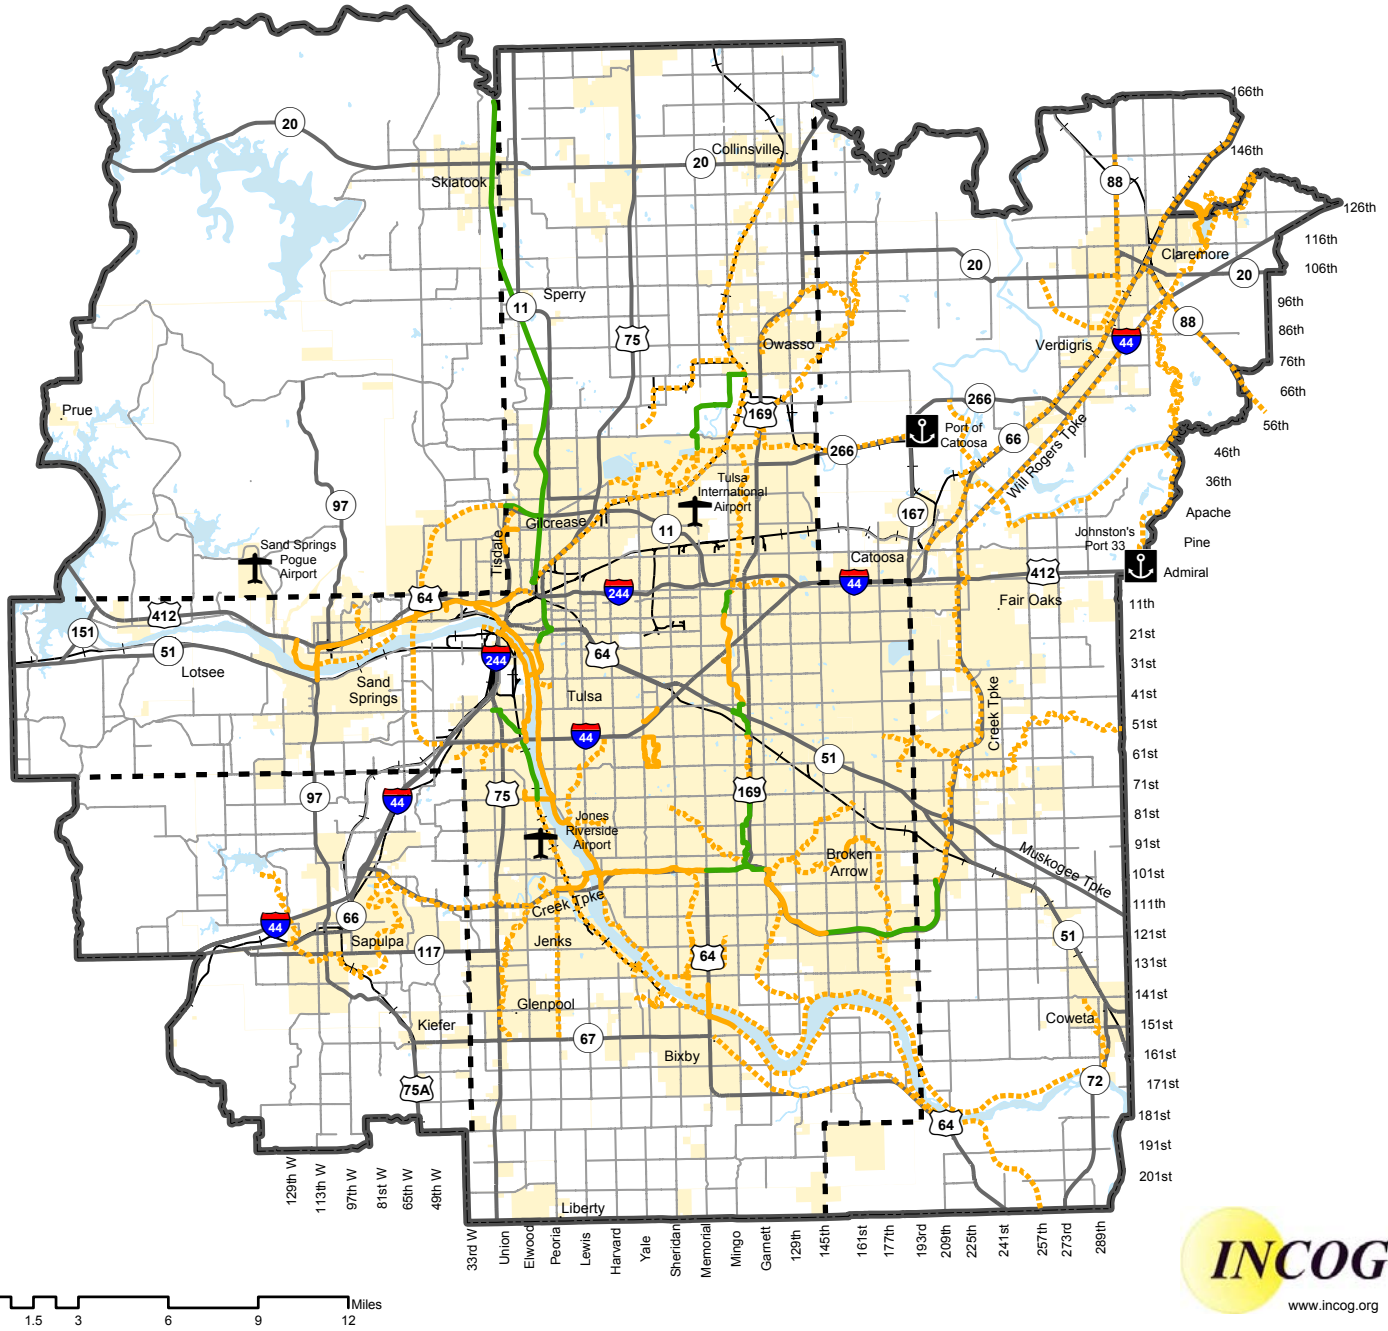 166th
20
146th
Collinsville
20
Skiatook
88
126th
116th
Claremore
20
106th
20
Sperry
11
96th
88
86th
75
Owasso
Verdigris
44
76th
66th
266
Prue
169
Port of
Catoosa
56th
66
266
46th
Will Rogers Tpke
Tulsa
International
Airport
36th
97
167
Apache
Gilcrease
11
Johnston's
Port 33
Pine
Sand Springs
Pogue
Airport
Tisdale
Catoosa
412
Admiral
44
244
64
412
Fair Oaks
11th
151
21st
51
64
244
31st
Lotsee
Sand
Springs
Tulsa
41st
Creek Tpke
51st
44
61st
51
71st
97
44
75
169
81st
Jones
Riverside
Airport
91st
Broken
Arrow
Muskogee Tpke
101st
Creek Tpke
111th
66
44
Sapulpa
117
Jenks
121st
51
64
131st
141st
Glenpool
Kiefer
Coweta
151st
67
Bixby
161st
72
171st
75A
181st
64
191st
201st
129th W
113th W
97th W
81st W
65th W
49th W
Liberty
33rd W
Union
Elwood
Peoria
Lewis
Harvard
Yale
Sheridan
Memorial
Mingo
Garnett
129th
145th
161st
177th
193rd
209th
225th
241st
257th
273rd
289th
INCOG
www.incog.org
Miles
1.5
3
6
9
12